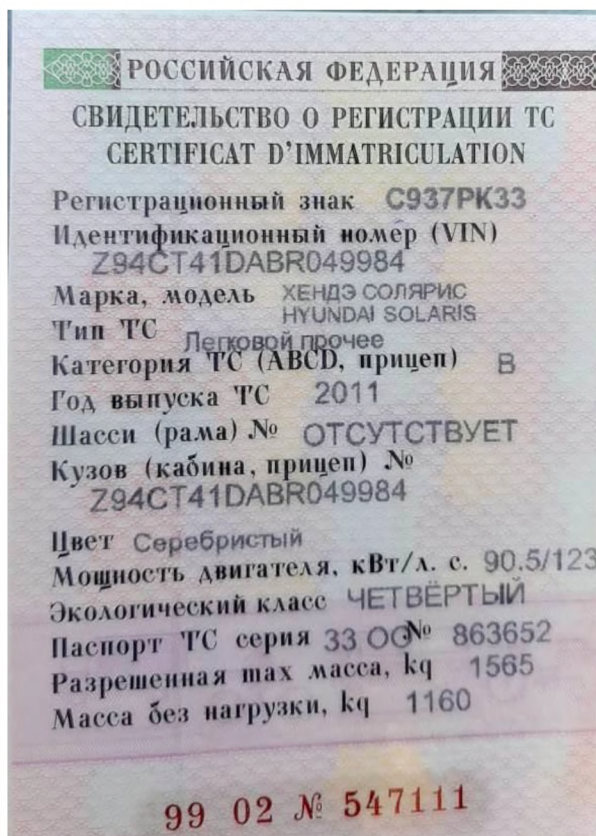 РОССИЙСКАЯ ФЕДЕРАЦИЯ
СВИДЕТЕЛЬСТВО О РЕГИСТРАЦИИ ТС
CERTIFICAT D'IMMATRICULATION
Регистрационный знак С937РК33
Идентификационный номер (VIN)
Z94CT41DABR049984
Марка, модель ХЕНДЭ СОЛЯРИС
HYUNDAI SOLARIS
Тип ТС Легковой прочее
Категория ТС (ABCD, прицеп) B
Год выпуска ТС 2011
Шасси (рама) № ОТСУТСТВУЕТ
Кузов (кабина, прицеп) №
Z94CT41DABR049984
Цвет Серебристый
Мощность двигателя, кВт/л. с. 90.5/123
Экологический класс ЧЕТВЁРТЫЙ
Паспорт ТС серия 33 ОО № 863652
Разрешенная max масса, kq 1565
Масса без нагрузки, kq 1160
99 02 № 547111